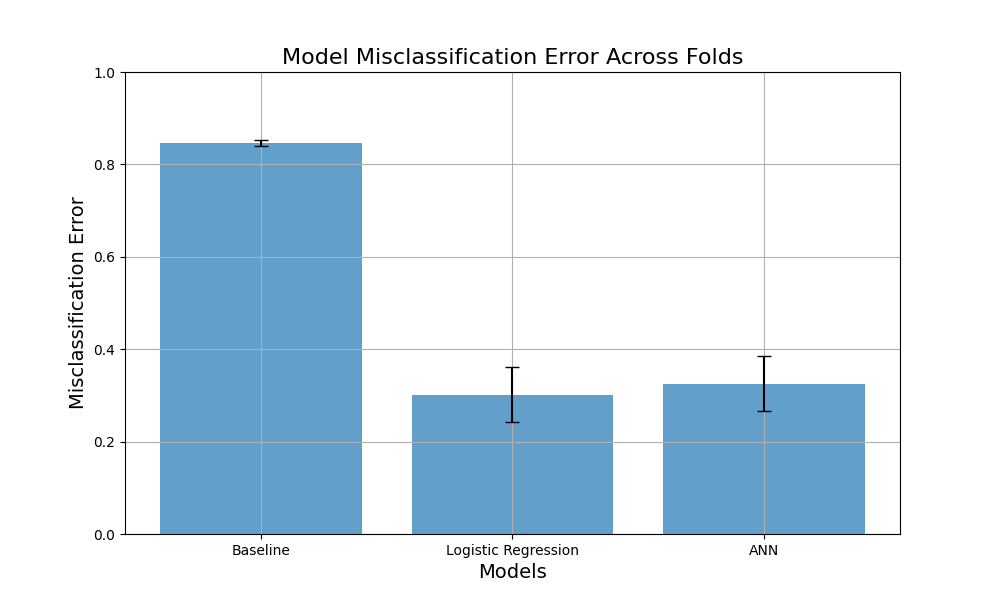 Model Misclassification Error Across Folds
Misclassification Error
1.0
0.8
0.6
0.4
0.2
0.0
Baseline
Logistic Regression
ANN
Models